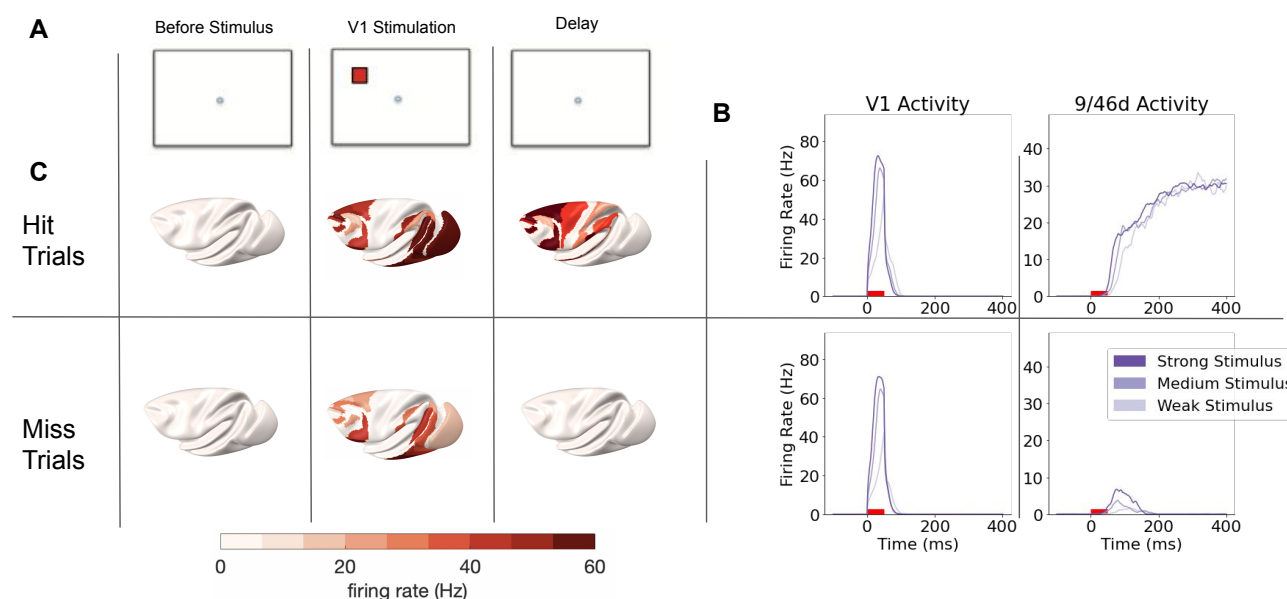 A
Before Stimulus
V1 Stimulation
Delay
B
V1 Activity
9/46d Activity
Firing Rate (Hz)
80
60
40
20
0
0
200
400
40
30
20
10
0
0
200
400
C
Hit
Trials
Miss
Trials
Firing Rate (Hz)
80
60
40
20
0
0
200
400
Time (ms)
40
30
20
10
0
0
200
400
Time (ms)
Strong Stimulus
Medium Stimulus
Weak Stimulus
0
20
40
60
firing rate (Hz)